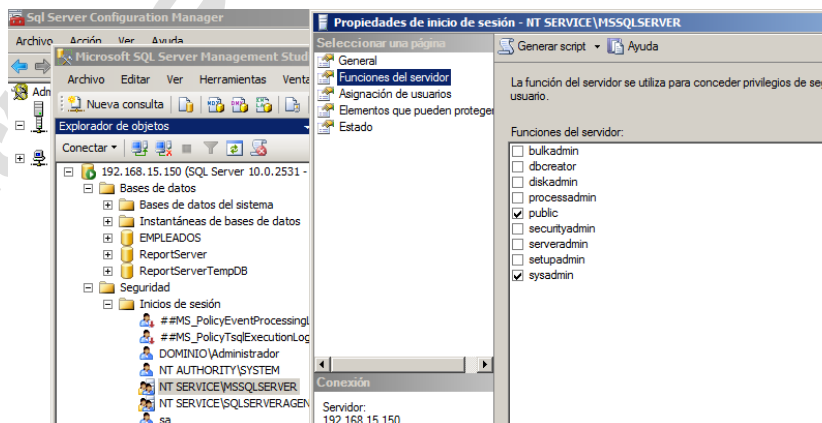 Sql Server Configuration Manager
Archivo Acción Ver Ayuda
Adm
Microsoft SQL Server Management Stud
Archivo Editar Ver Herramientas Venta
Nueva consulta
Explorador de objetos
Conectar
192.168.15.150 (SQL Server 10.0.2531 -
Bases de datos
Bases de datos del sistema
Instantáneas de bases de datos
EMPLEADOS
ReportServer
ReportServerTempDB
Seguridad
Inicios de sesión
##MS_PolicyEventProcessingL
##MS_PolicyTsqlExecutionLog
DOMINIO\Administrador
NT AUTHORITY\SYSTEM
NT SERVICE\MSSQLSERVER
NT SERVICE\SQLSERVERAGEN
sa
Propiedades de inicio de sesión - NT SERVICE\MSSQLSERVER
Seleccionar una página
General
Funciones del servidor
Asignación de usuarios
Elementos que pueden proteger
Estado
Conexión
Servidor:
192.168.15.150
Generar script Ayuda
La función del servidor se utiliza para conceder privilegios de se
usuario.
Funciones del servidor:
bulkadmin
dbcreator
diskadmin
processadmin
public
securityadmin
serveradmin
setupadmin
sysadmin